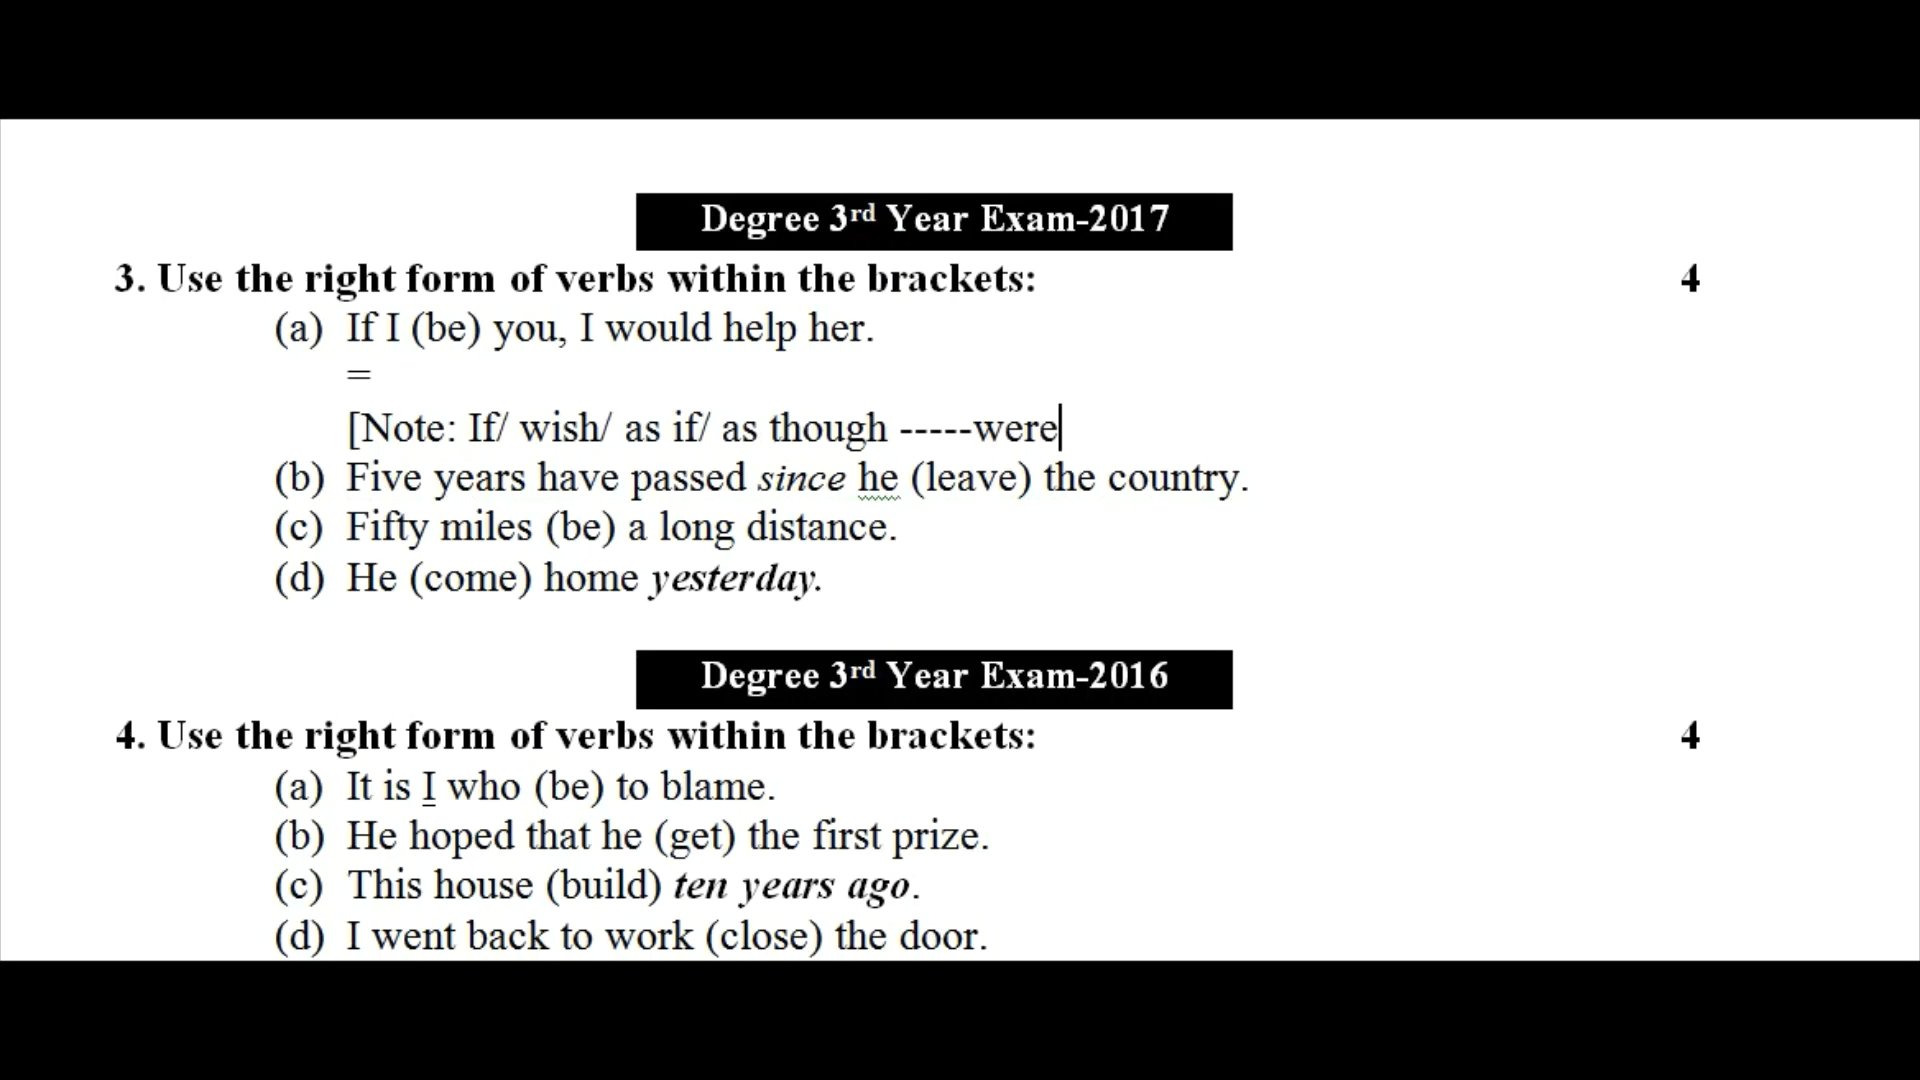 Degree 3rd Year Exam-2017
3. Use the right form of verbs within the brackets: 4
(a) If I (be) you, I would help her.
=
[Note: If/ wish/ as if/ as though -----were
(b) Five years have passed since he (leave) the country.
(c) Fifty miles (be) a long distance.
(d) He (come) home yesterday.
Degree 3rd Year Exam-2016
4. Use the right form of verbs within the brackets: 4
(a) It is I who (be) to blame.
(b) He hoped that he (get) the first prize.
(c) This house (build) ten years ago.
(d) I went back to work (close) the door.